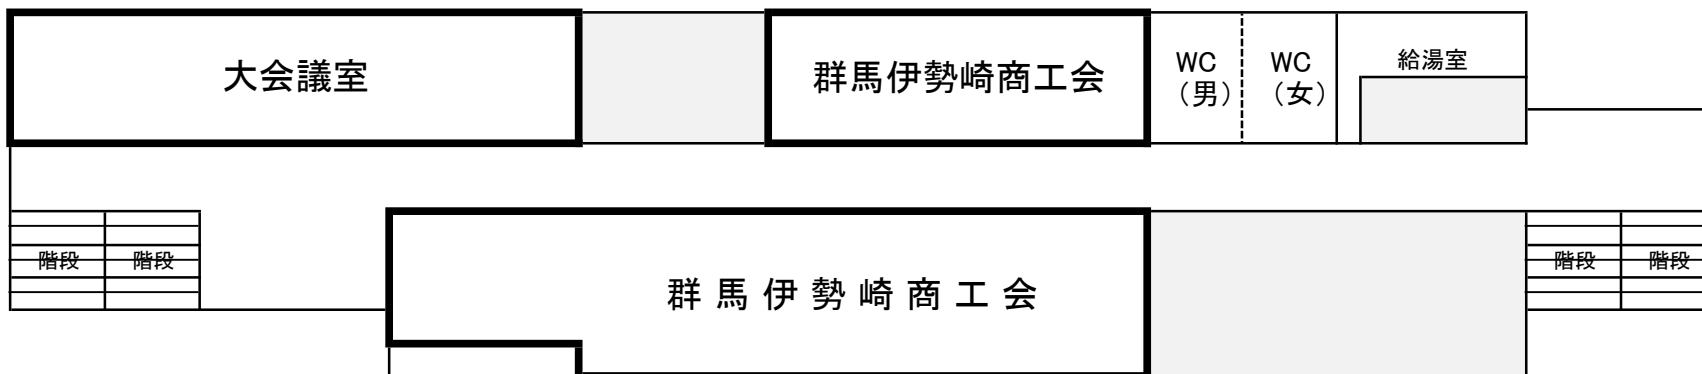 大会議室
群馬伊勢崎商工会
WC
（男）
WC
（女）
給湯室
階段
階段
群馬伊勢崎商工会
階段
階段